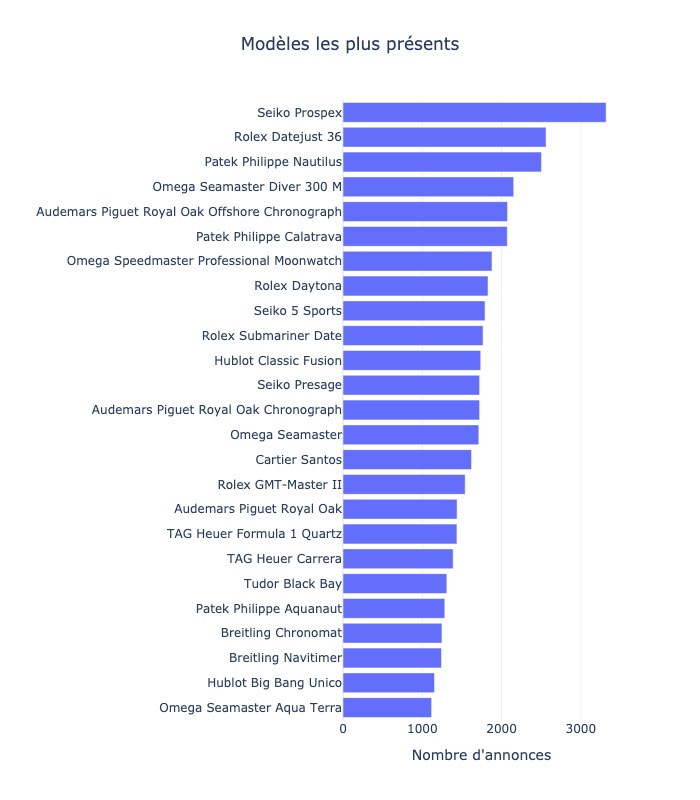 Modèles les plus présents
Seiko Prospex
Rolex Datejust 36
Patek Philippe Nautilus
Omega Seamaster Diver 300 M
Audemars Piguet Royal Oak Offshore Chronograph
Patek Philippe Calatrava
Omega Speedmaster Professional Moonwatch
Rolex Daytona
Seiko 5 Sports
Rolex Submariner Date
Hublot Classic Fusion
Seiko Presage
Audemars Piguet Royal Oak Chronograph
Omega Seamaster
Cartier Santos
Rolex GMT-Master II
Audemars Piguet Royal Oak
TAG Heuer Formula 1 Quartz
TAG Heuer Carrera
Tudor Black Bay
Patek Philippe Aquanaut
Breitling Chronomat
Breitling Navitimer
Hublot Big Bang Unico
Omega Seamaster Aqua Terra
0 1000 2000 3000
Nombre d'annonces